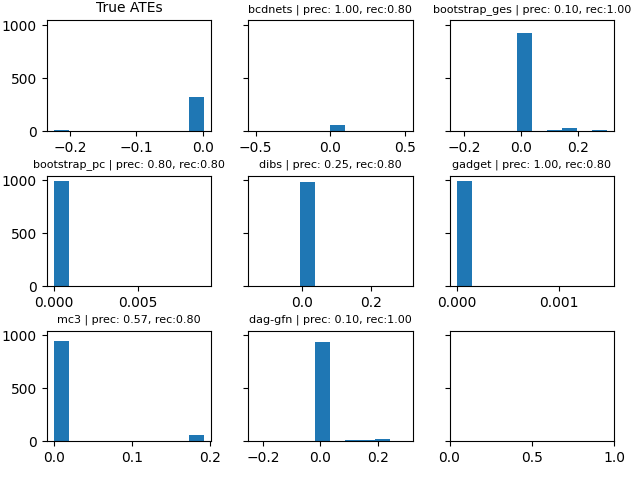 True ATEs
bcdnets | prec: 1.00, rec:0.80
bootstrap_ges | prec: 0.10, rec:1.00
1000
500
0
−0.2 −0.1 0.0
−0.5 0.0 0.5
−0.2 0.0 0.2
bootstrap_pc | prec: 0.80, rec:0.80
dibs | prec: 0.25, rec:0.80
gadget | prec: 1.00, rec:0.80
1000
500
0
0.000 0.005
0.0 0.2
0.000 0.001
mc3 | prec: 0.57, rec:0.80
dag-gfn | prec: 0.10, rec:1.00
1000
500
0
0.0 0.1 0.2
−0.2 0.0 0.2
0.0 0.5 1.0